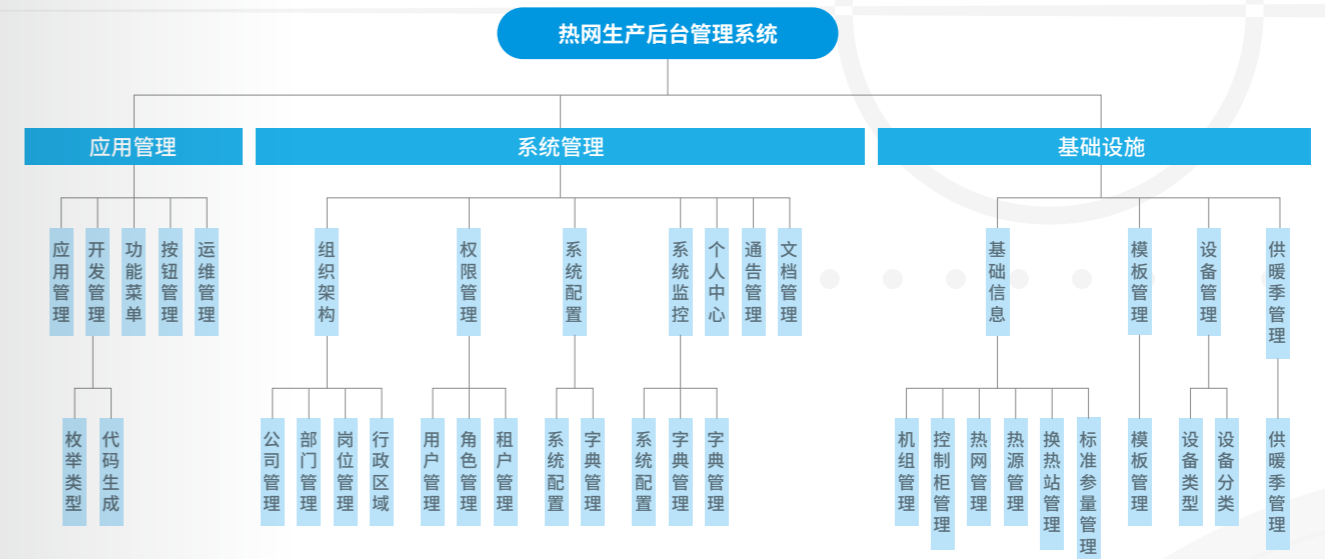 热网生产后台管理系统
应用管理
系统管理
基础设施
应用管理
开发管理
功能菜单
按钮管理
运维管理
组织架构
权限管理
系统配置
系统监控
个人中心
通告管理
文档管理
基础信息
模板管理
设备管理
供暖季管理
枚举类型
代码生成
公司管理
部门管理
岗位管理
行政区域
用户管理
角色管理
租户管理
系统配置
字典管理
系统配置
字典管理
字典管理
机组管理
控制柜管理
热网管理
热源管理
换热站管理
标准参量管理
模板管理
设备类型
设备分类
供暖季管理